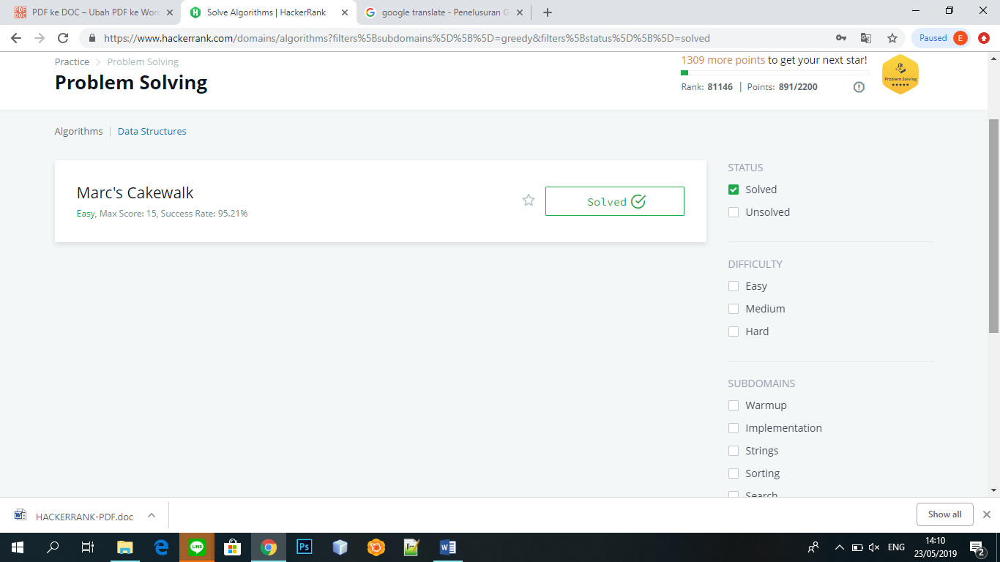 PDF ke DOC – Ubah PDF ke Word
Solve Algorithms | HackerRank
google translate - Penelusuran G
https://www.hackerrank.com/domains/algorithms?filters%5Bsubdomains%5D%5B%5D=greedy&filters%5Bstatus%5D%5B%5D=solved
Paused E
Practice > Problem Solving
Problem Solving
1309 more points to get your next star!
Rank: 81146 | Points: 891/2200
Problem Solving
Algorithms | Data Structures
Marc's Cakewalk
Easy, Max Score: 15, Success Rate: 95.21%
Solved
STATUS
Solved
Unsolved
DIFFICULTY
Easy
Medium
Hard
SUBDOMAINS
Warmup
Implementation
Strings
Sorting
Search
HACKERRANK-PDF.doc
Show all
LINE
Ps
ENG
14:10
23/05/2019
2